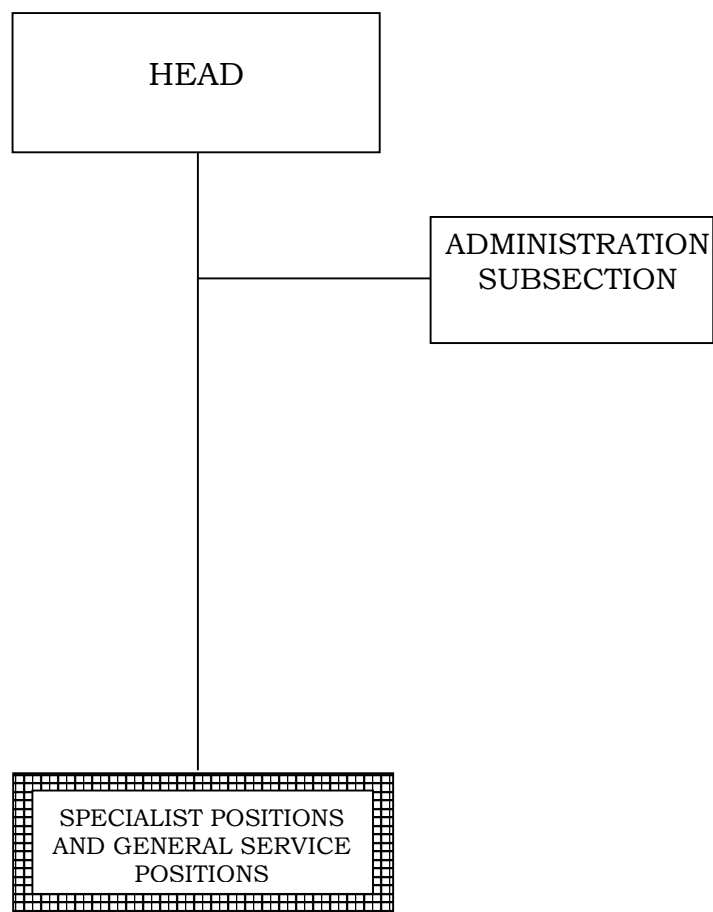 HEAD
ADMINISTRATION
SUBSECTION
SPECIALIST POSITIONS
AND GENERAL SERVICE
POSITIONS